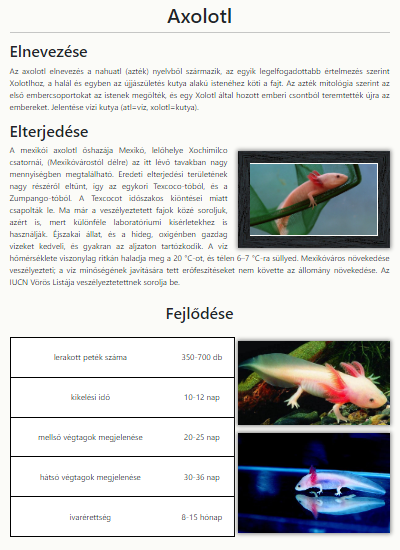 Axolotl
Elnevezése
Az axolotl elnevezés a nahuatl (azték) nyelvből származik, az egyik legelfogadottabb értelmezés szerint
Xolotlhoz, a halál és egyben az újjászületés kutya alakú istenéhez köti a fajt. Az azték mitológia szerint az
első embercsoportokat az istenek megölték, és egy Xolotl által hozott emberi csontból teremtették újra az
embereket. Jelentése vízi kutya (atl=víz, xolotl=kutya).
Elterjedése
A mexikói axolotl őshazája Mexikó, lelőhelye Xochimilco
csatornái, (Mexikóvárostól délre) az itt lévő tavakban nagy
mennyiségben megtalálható. Eredeti elterjedési területének
nagy részéről eltűnt, így az egykori Texcoco-tóból, és a
Zumpango-tóból. A Texcocot időszakos kiöntései miatt
csapolták le. Ma már a veszélyeztetett fajok közé soroljuk,
azért is, mert különféle laboratóriumi kísérletekhez is
használják. Éjszakai állat, és a hideg, oxigénben gazdag
vizeket kedveli, és gyakran az aljzaton tartózkodik. A víz
hőmérséklete viszonylag ritkán haladja meg a 20 °C-ot, és télen 6–7 °C-ra süllyed. Mexikóváros növekedése
veszélyezteti; a víz minőségének javítására tett erőfeszítéseket nem követte az állomány növekedése. Az
IUCN Vörös Listája veszélyeztetettnek sorolja be.
Fejlődése
lerakott peték száma 350-700 db
kikelési idő 10-12 nap
mellső végtagok megjelenése 20-25 nap
hátsó végtagok megjelenése 30-36 nap
ivarérettség 8-15 hónap